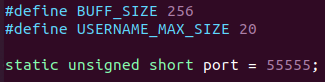 #define BUFF_SIZE 256
#define USERNAME_MAX_SIZE 20
static unsigned short port = 55555;